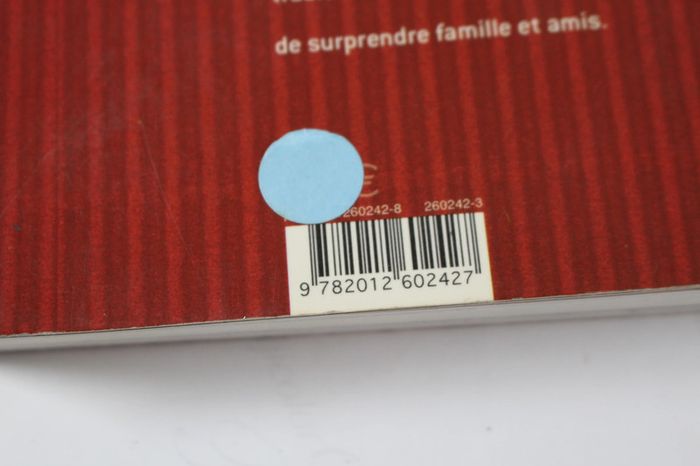 de surprendre famille et amis.
€
260242-8 260242-3
9 782012 602427